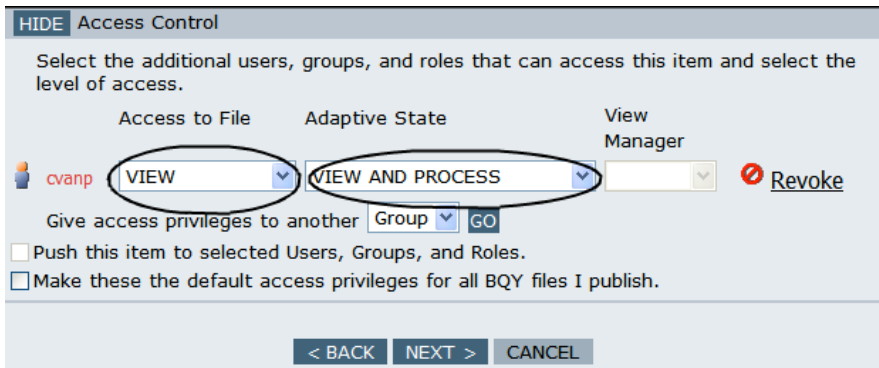 HIDE Access Control
Select the additional users, groups, and roles that can access this item and select the
level of access.
Access to File Adaptive State View
Manager
cvanp VIEW VIEW AND PROCESS Revoke
Give access privileges to another Group GO
Push this item to selected Users, Groups, and Roles.
Make these the default access privileges for all BQY files I publish.
< BACK NEXT > CANCEL